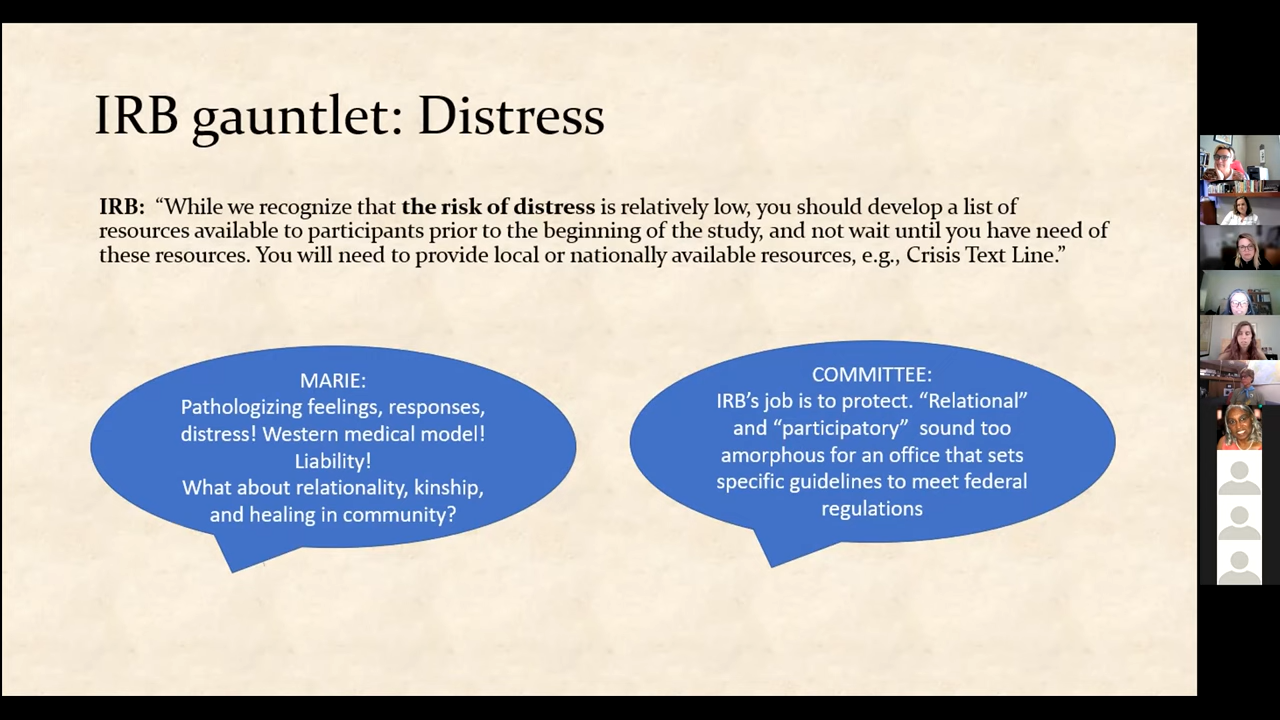 IRB gauntlet: Distress
IRB: “While we recognize that the risk of distress is relatively low, you should develop a list of
resources available to participants prior to the beginning of the study, and not wait until you have need of
these resources. You will need to provide local or nationally available resources, e.g., Crisis Text Line.”
MARIE:
Pathologizing feelings, responses,
distress! Western medical model!
Liability!
What about relationality, kinship,
and healing in community?
COMMITTEE:
IRB’s job is to protect. “Relational”
and “participatory”  sound too
amorphous for an office that sets
specific guidelines to meet federal
regulations